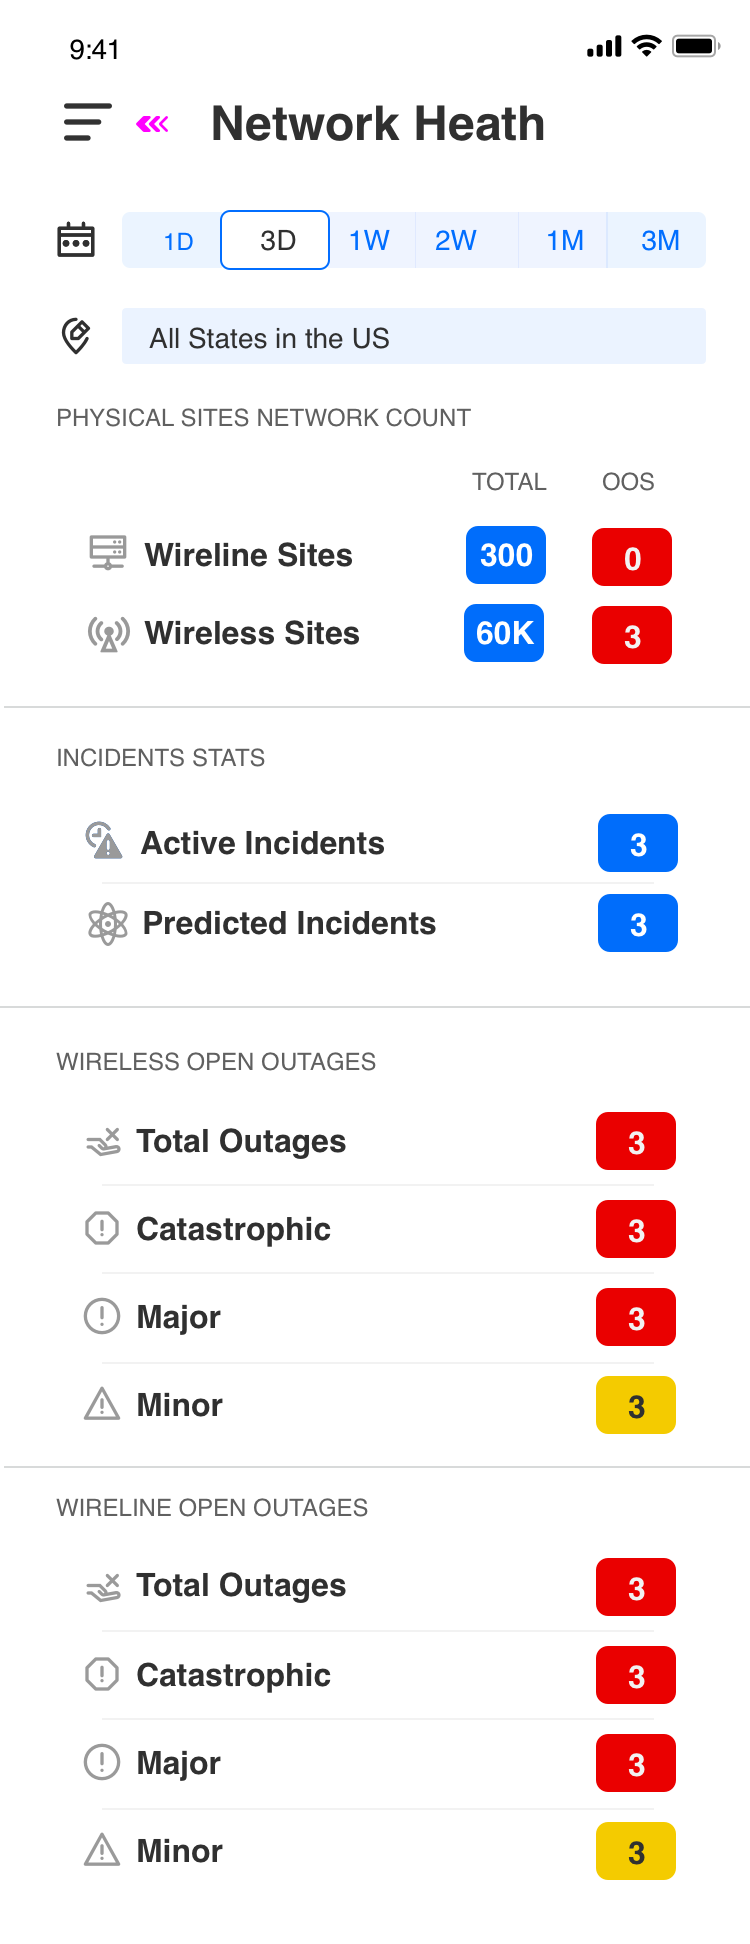 9:41
Network Heath
1D 3D 1W 2W 1M 3M
All States in the US
PHYSICAL SITES NETWORK COUNT
TOTAL OOS
Wireline Sites 300 0
Wireless Sites 60K 3
INCIDENTS STATS
Active Incidents 3
Predicted Incidents 3
WIRELESS OPEN OUTAGES
Total Outages 3
Catastrophic 3
Major 3
Minor 3
WIRELINE OPEN OUTAGES
Total Outages 3
Catastrophic 3
Major 3
Minor 3